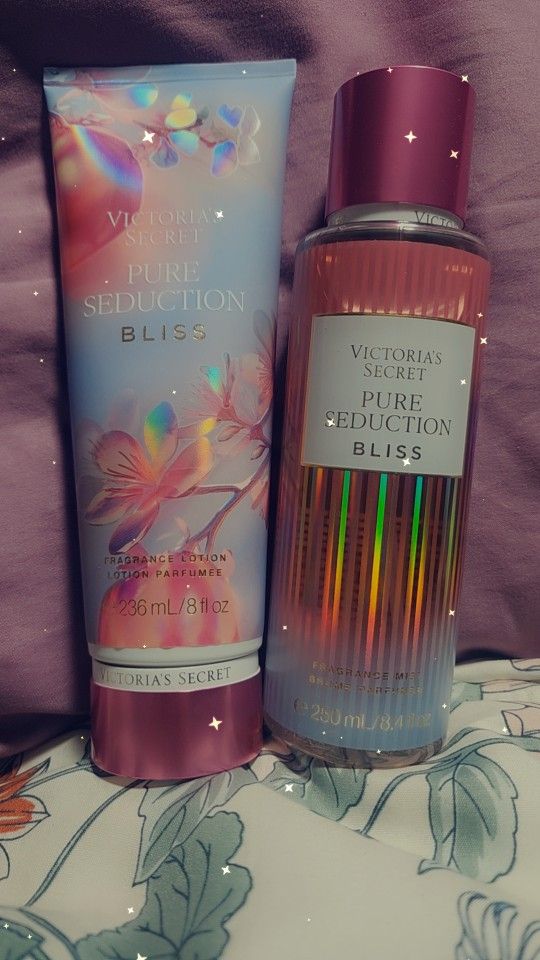 VICTORIA'S
SECRET
PURE
SEDUCTION
BLISS
FRAGRANCE LOTION
LOTION PARFUMÉE
236 mL/8 fl oz
VICTORIA'S SECRET
VICTO
VICTORIA'S
SECRET
PURE
SEDUCTION
BLISS
FRAGRANCE MIST
BRUME PARFUMÉE
e 250 mL/8.4 fl oz